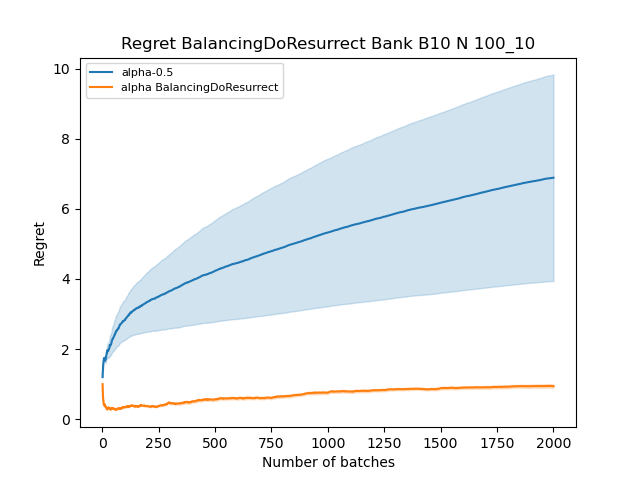 Regret BalancingDoResurrect Bank B10 N 100_10
alpha-0.5
alpha BalancingDoResurrect
Regret
10
8
6
4
2
0
0 250 500 750 1000 1250 1500 1750 2000
Number of batches